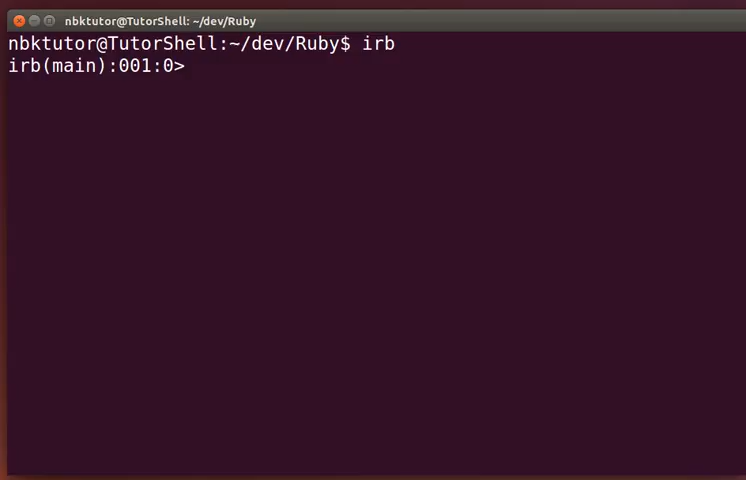 nbktutor@TutorShell: ~/dev/Ruby
nbktutor@TutorShell:~/dev/Ruby$ irb
irb(main):001:0>